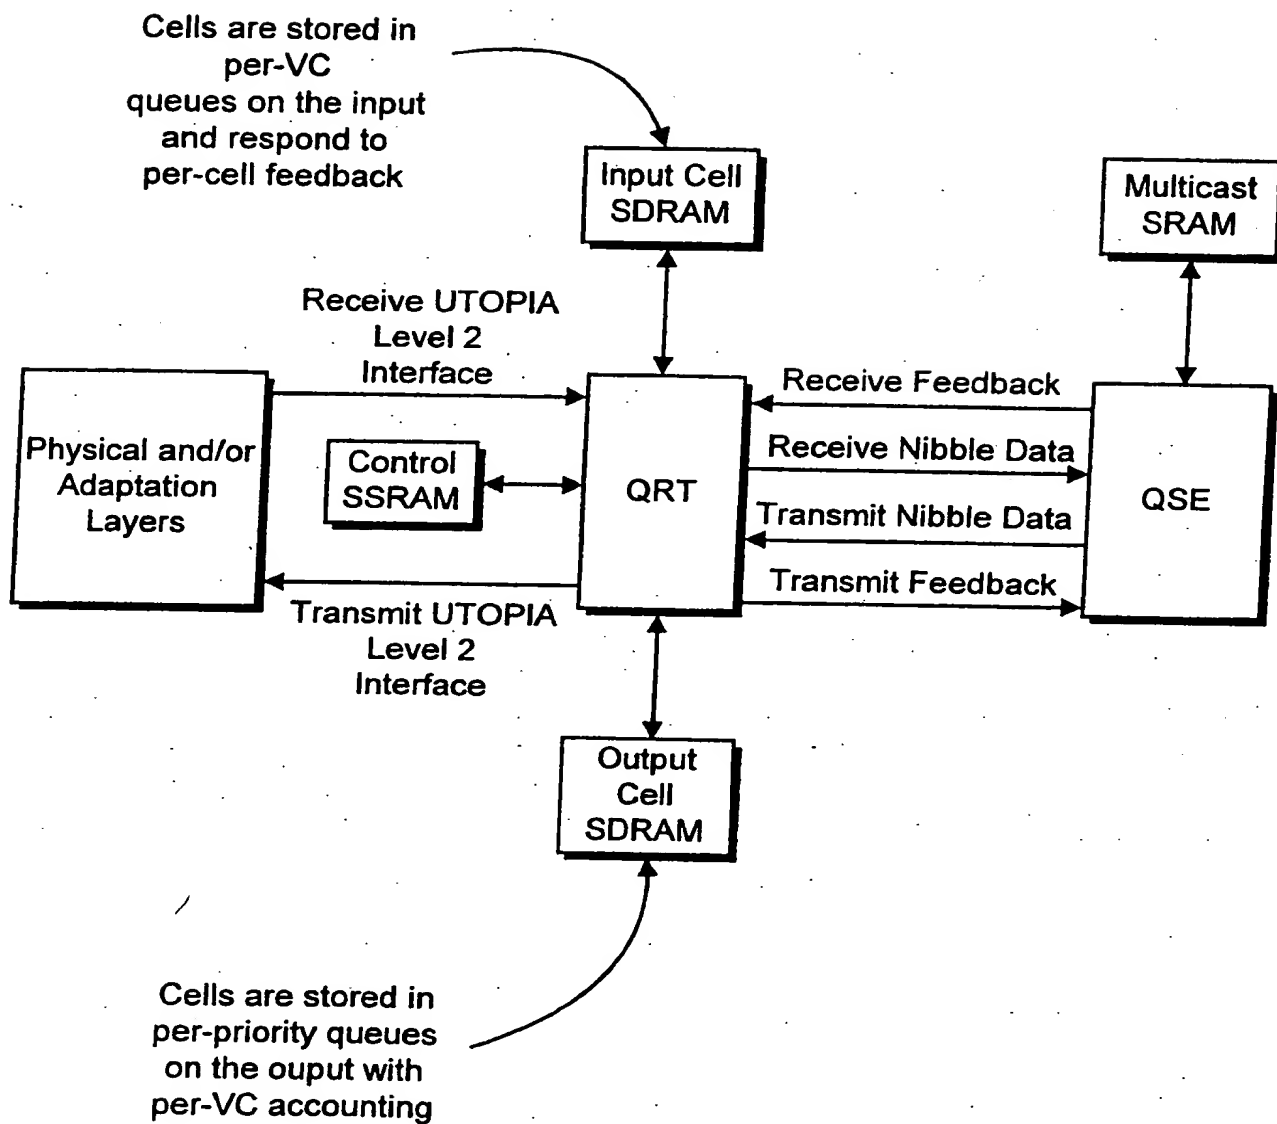 Cells are stored in
per-VC
queues on the input
and respond to
per-cell feedback
Input Cell
SDRAM
Multicast
SRAM
Receive UTOPIA
Level 2
Interface
Receive Feedback
Physical and/or
Adaptation
Layers
Control
SSRAM
QRT
Receive Nibble Data
QSE
Transmit Nibble Data
Transmit Feedback
Transmit UTOPIA
Level 2
Interface
Output
Cell
SDRAM
Cells are stored in
per-priority queues
on the ouput with
per-VC accounting